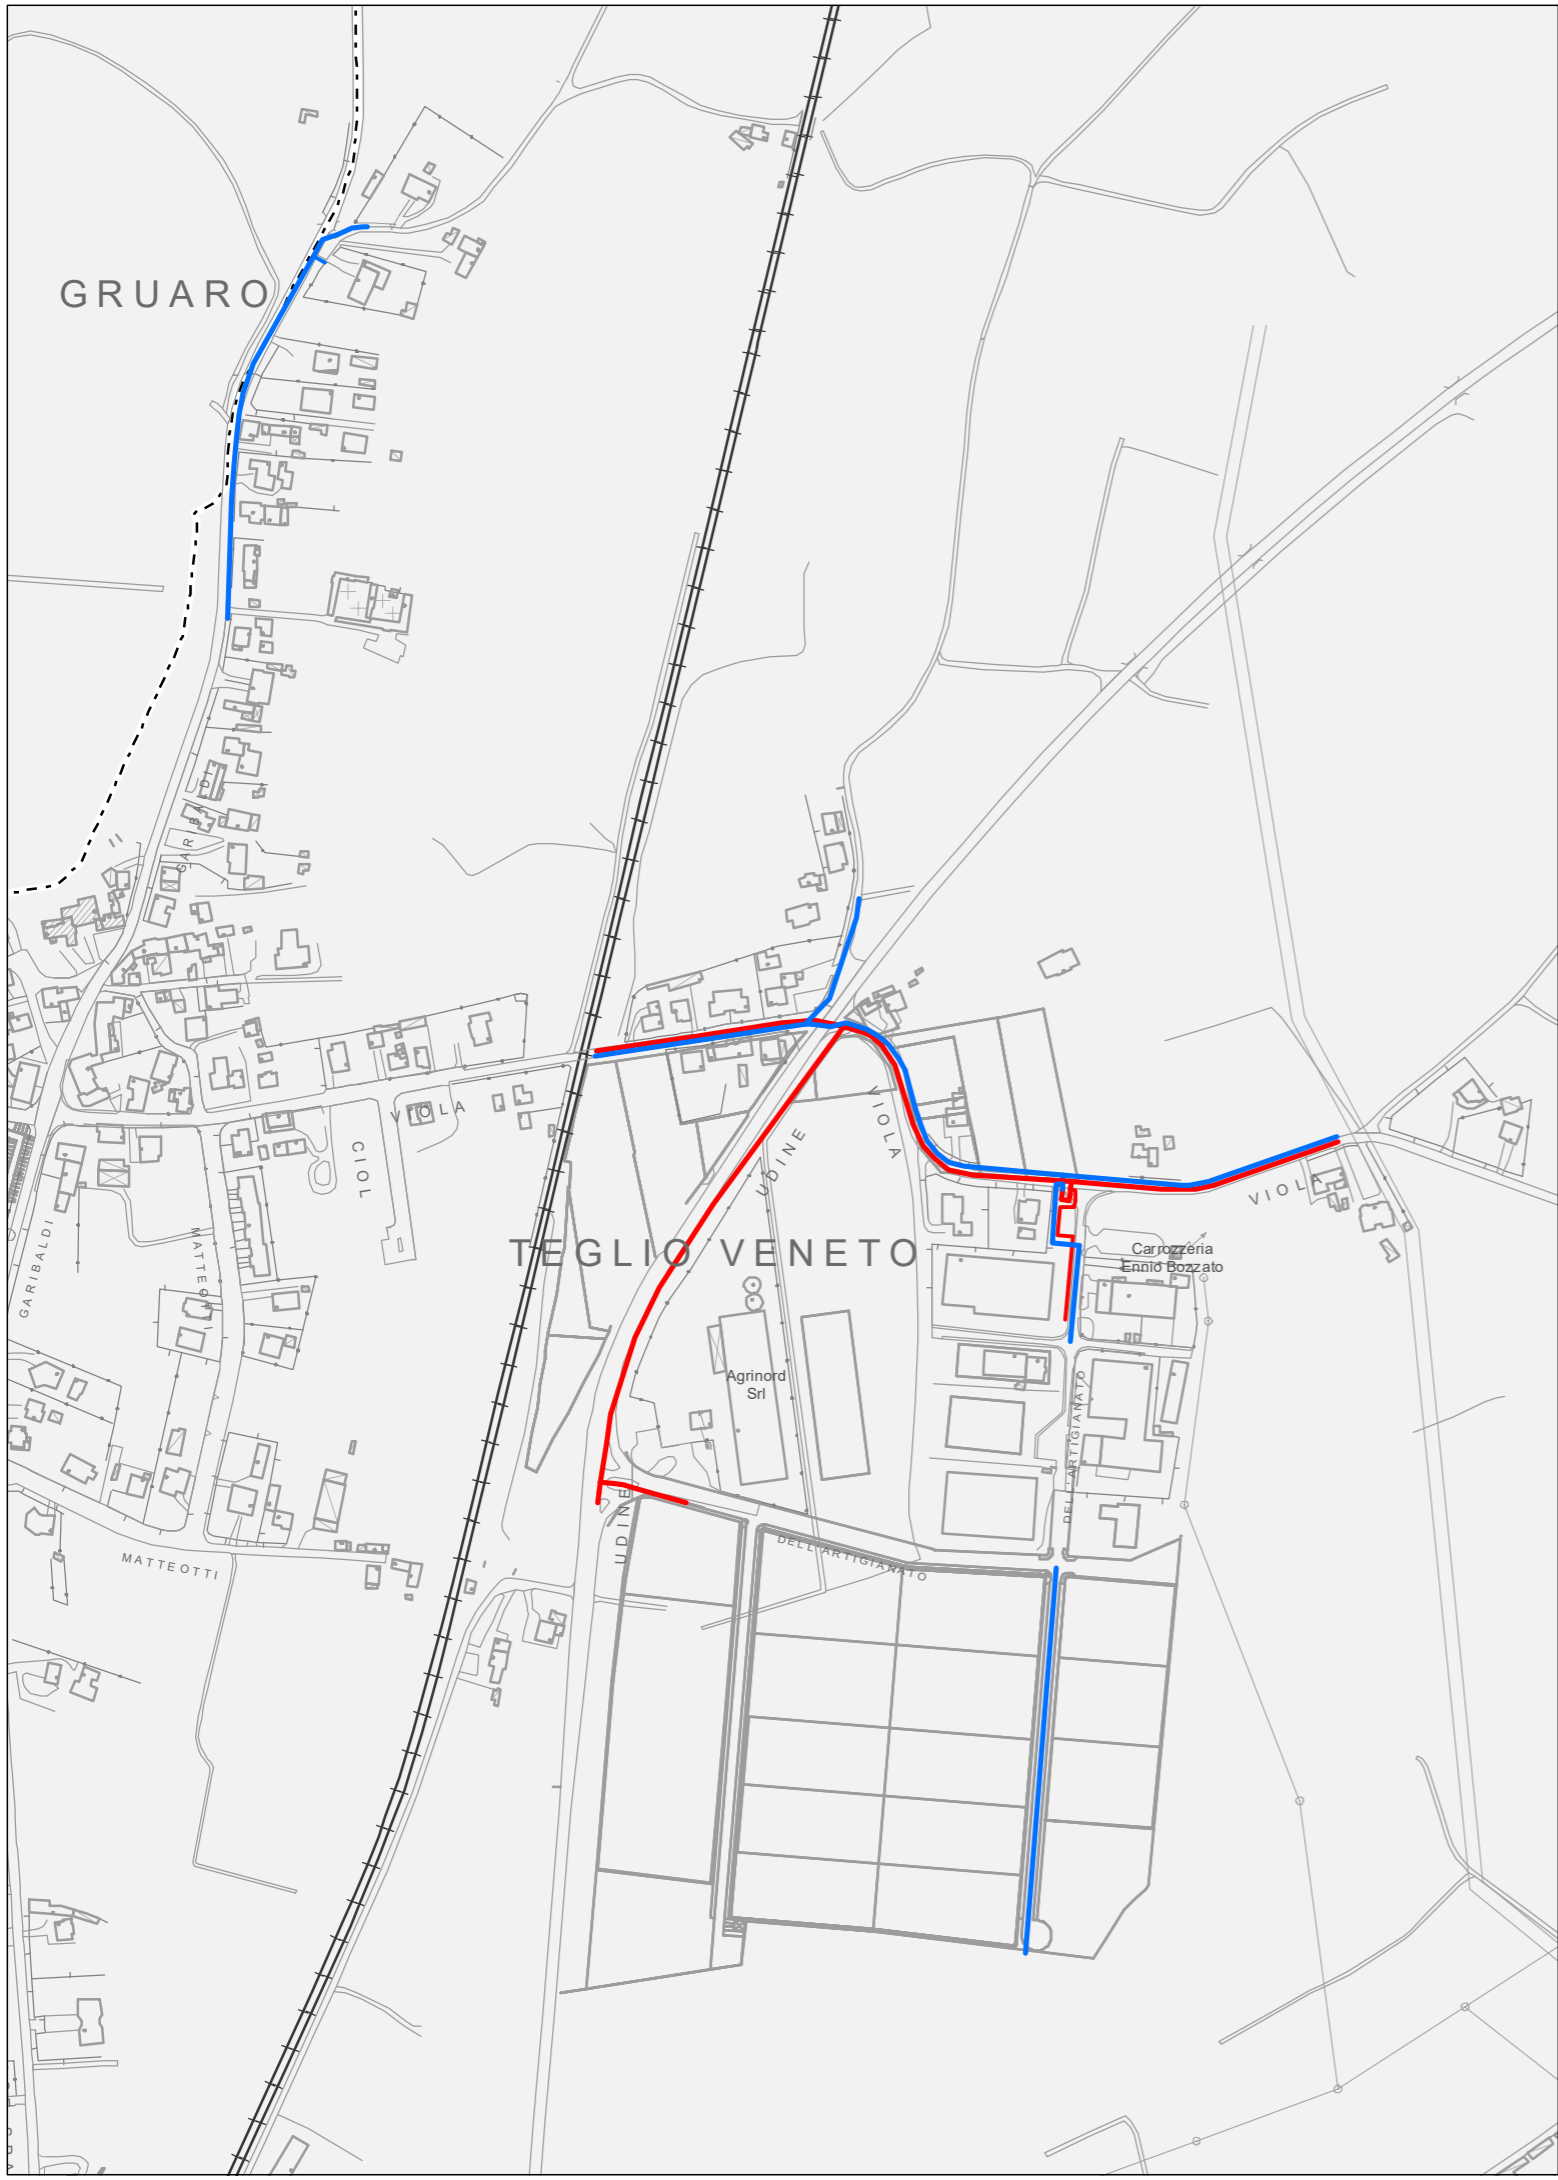 GRUARO
GARIBALDI
VIOLA
CIOL
UDINE
VIOLA
VIOLA
GARIBALDI
MATTEOTTI
TEGLIO VENETO
Carrozzeria
Ennio Bozzato
Agrinord
Srl
DELL'ARTIGIANATO
UDINE
DELL'ARTIGIANATO
MATTEOTTI